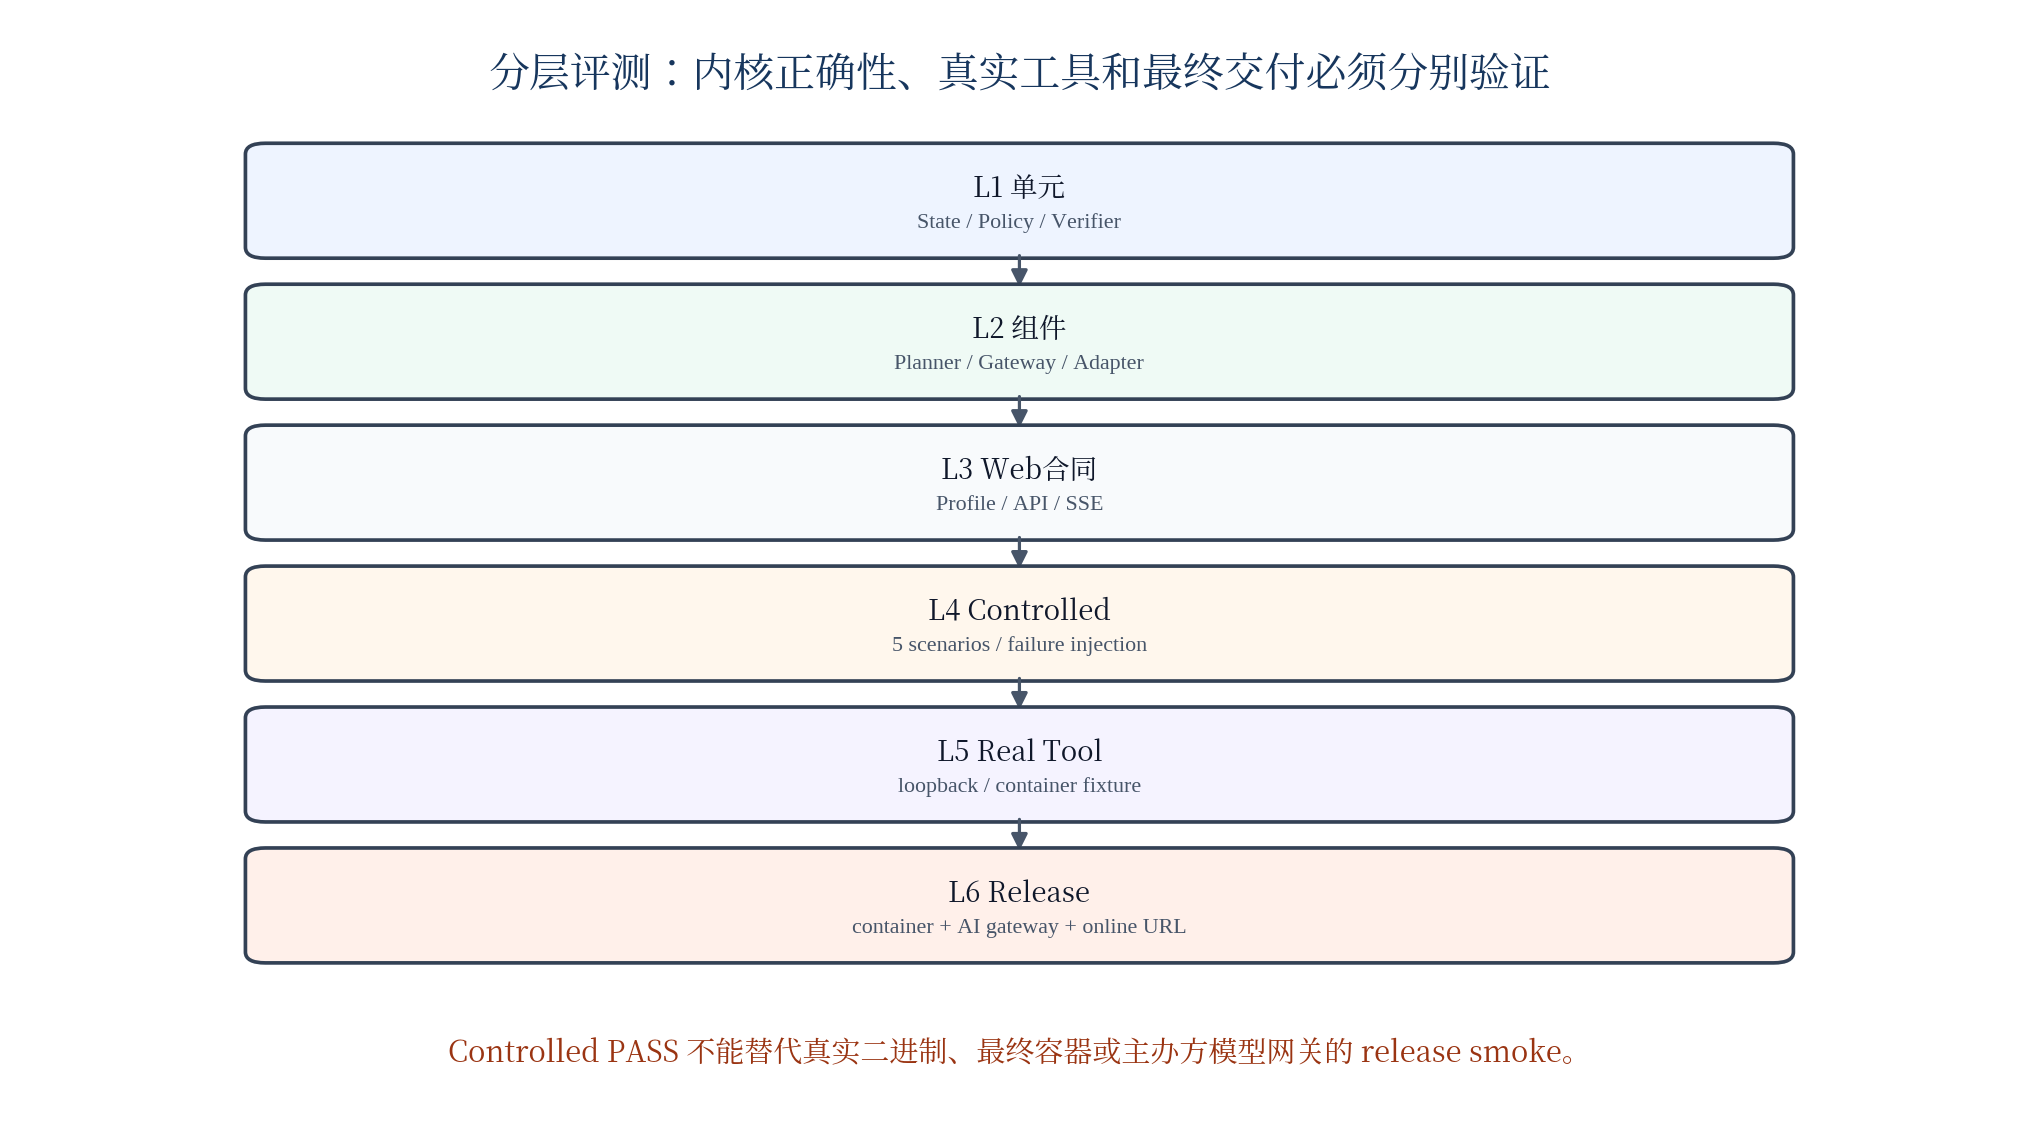 分层评测：内核正确性、真实工具和最终交付必须分别验证
L1 单元
State / Policy / Verifier
L2 组件
Planner / Gateway / Adapter
L3 Web合同
Profile / API / SSE
L4 Controlled
5 scenarios / failure injection
L5 Real Tool
loopback / container fixture
L6 Release
container + AI gateway + online URL
Controlled PASS 不能替代真实二进制、最终容器或主办方模型网关的 release smoke。